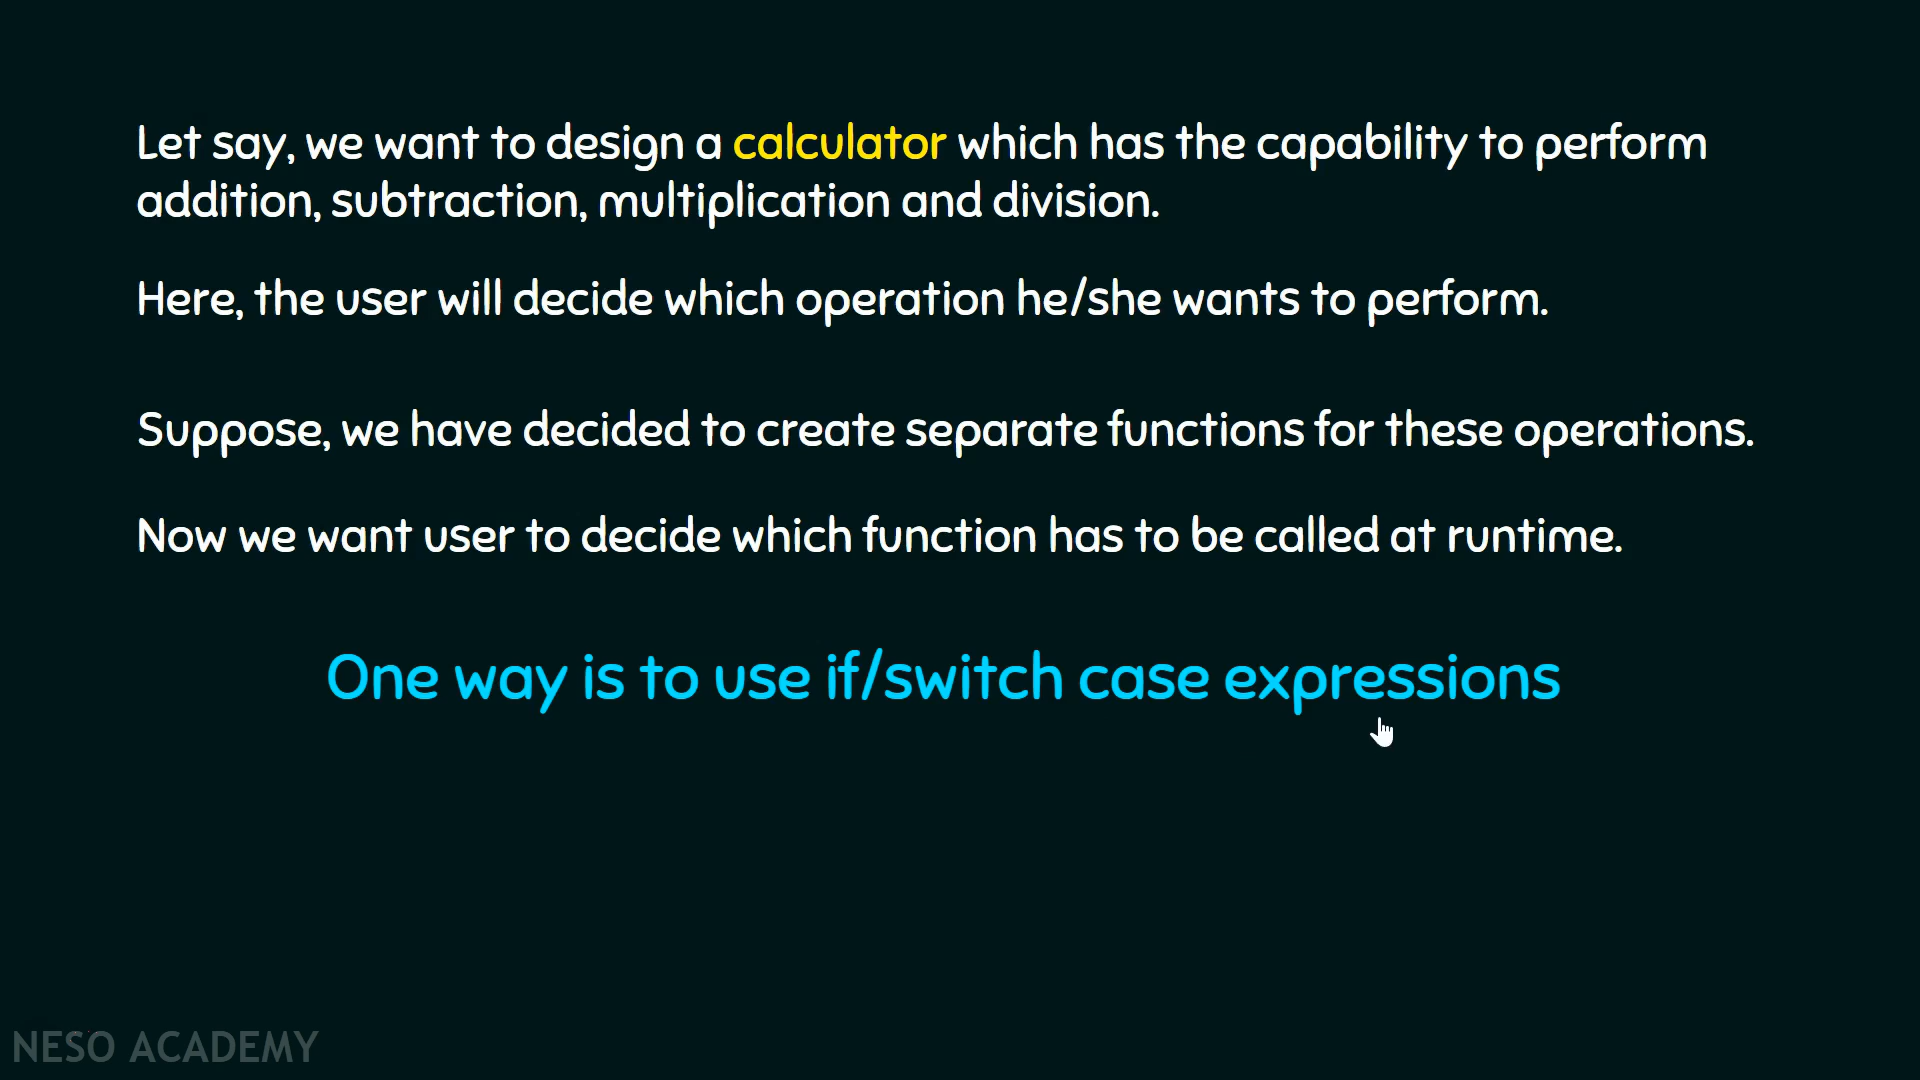 Let say, we want to design a calculator which has the capability to perform
addition, subtraction, multiplication and division.
Here, the user will decide which operation he/she wants to perform.
Suppose, we have decided to create separate functions for these operations.
Now we want user to decide which function has to be called at runtime.
One way is to use if/switch case expressions
NESO ACADEMY